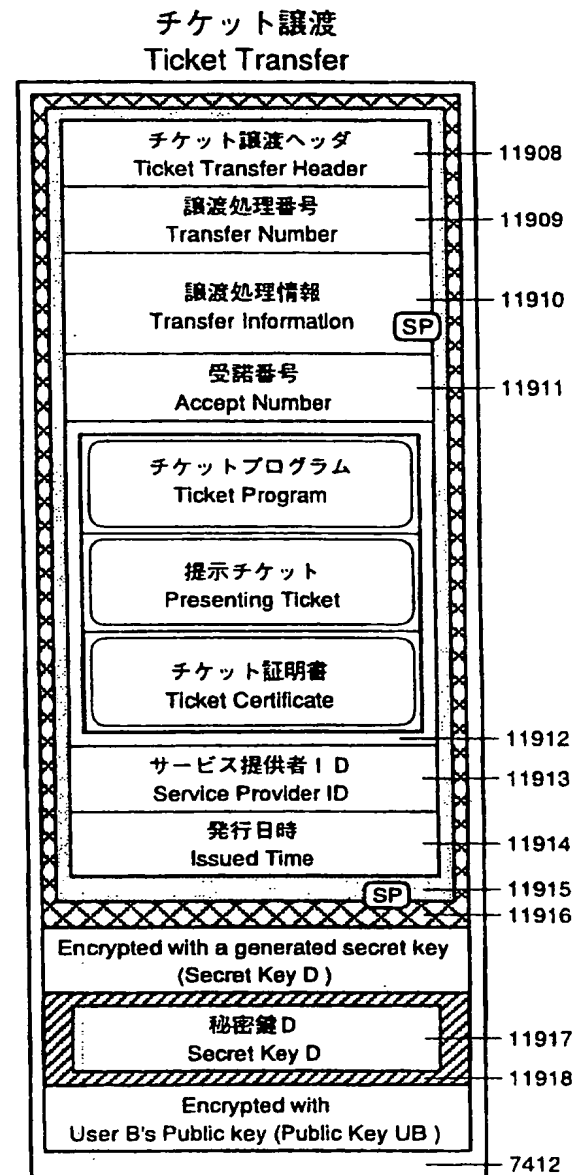 チケット譲渡
Ticket Transfer
チケット譲渡ヘッダ
Ticket Transfer Header
11908
譲渡処理番号
Transfer Number
11909
譲渡処理情報
Transfer Information
11910
SP
受諾番号
Accept Number
11911
チケットプログラム
Ticket Program
提示チケット
Presenting Ticket
チケット証明書
Ticket Certificate
11912
サービス提供者ID
Service Provider ID
11913
発行日時
Issued Time
11914
SP
11915
11916
Encrypted with a generated secret key
(Secret Key D )
秘密鍵D
Secret Key D
11917
11918
Encrypted with
User B's Public key (Public Key UB )
7412